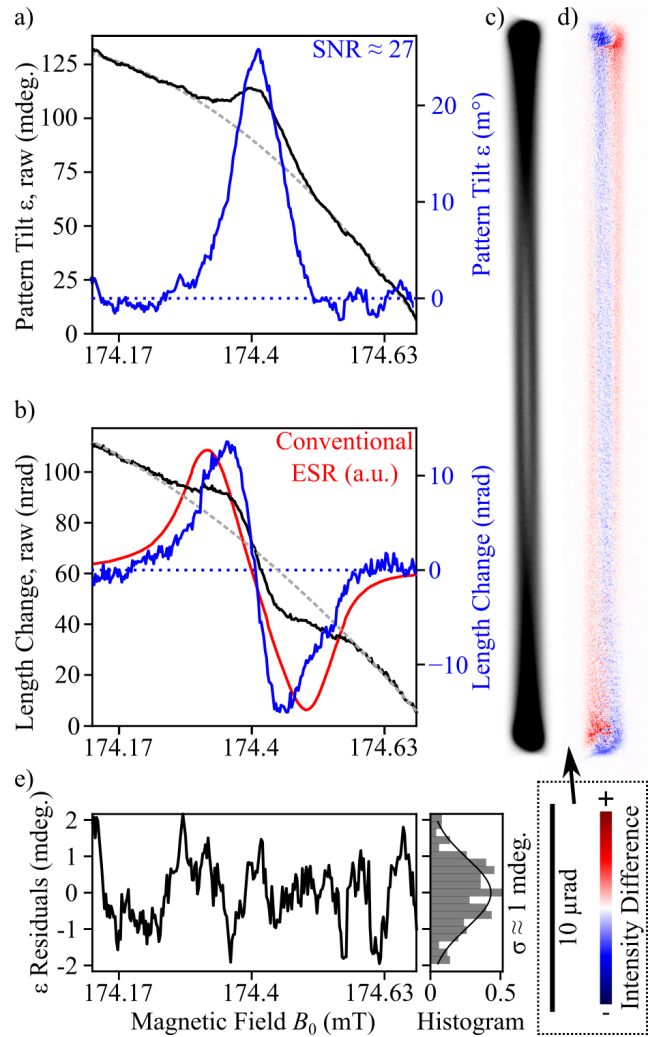 a)
SNR ≈ 27
Pattern Tilt ε, raw (mdeg.)
125
100
75
50
25
0
174.17
174.4
174.63
20
10
0
Pattern Tilt ε (m°)
b)
Conventional
ESR (a.u.)
Length Change, raw (nrad)
100
80
60
40
20
0
174.17
174.4
174.63
10
0
−10
Length Change (nrad)
c)
d)
e)
ε Residuals (mdeg.)
2
1
0
-1
-2
174.17
174.4
174.63
Magnetic Field B₀ (mT)
0
0.5
Histogram
σ ≈ 1 mdeg.
10 μrad
+
-
Intensity Difference